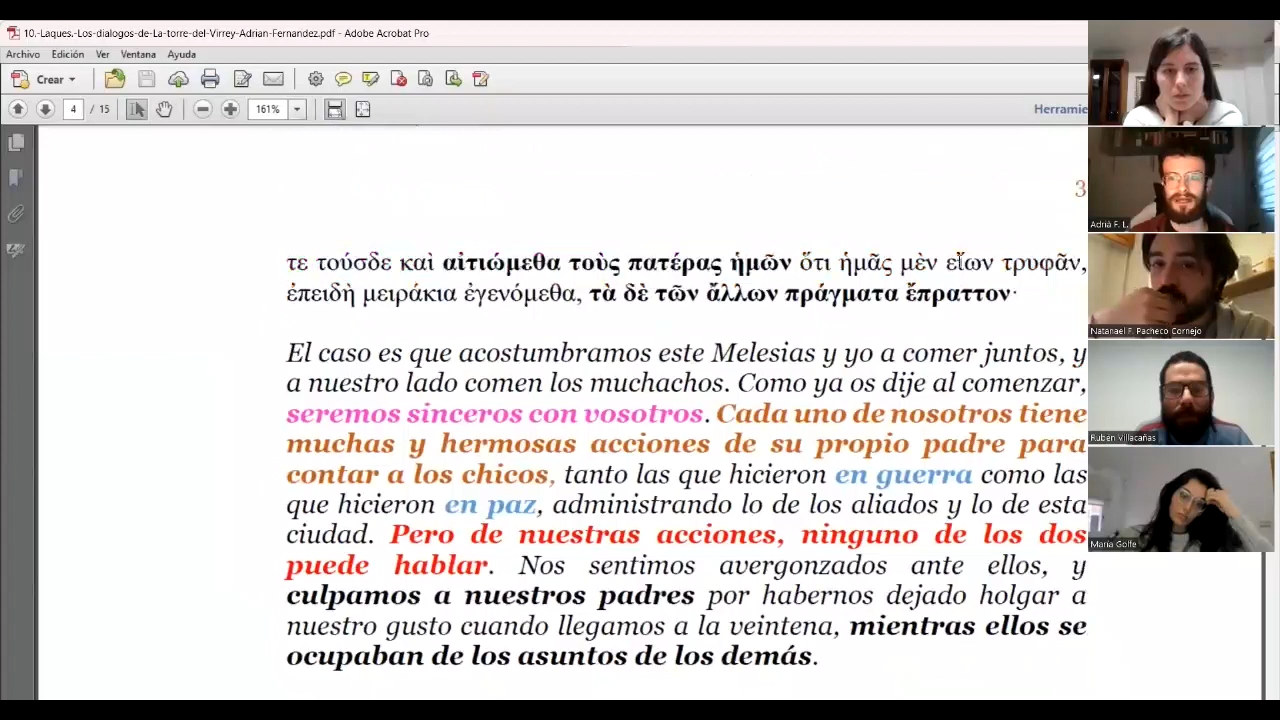 10.-Laques.-Los-dialogos-de-La-torre-del-Virrey-Adrian-Fernandez.pdf - Adobe Acrobat Pro
Archivo Edición Ver Ventana Ayuda
Crear
4 / 15 161% Herramie
3
τε τούσδε καὶ αἰτιώμεθα τοὺς πατέρας ἡμῶν ὅτι ἡμᾶς μὲν εἴων τρυφᾶν,
ἐπειδὴ μειράκια ἐγενόμεθα, τὰ δὲ τῶν ἄλλων πράγματα ἔπραττον·
El caso es que acostumbramos este Melesias y yo a comer juntos, y
a nuestro lado comen los muchachos. Como ya os dije al comenzar,
seremos sinceros con vosotros. Cada uno de nosotros tiene
muchas y hermosas acciones de su propio padre para
contar a los chicos, tanto las que hicieron en guerra como las
que hicieron en paz, administrando lo de los aliados y lo de esta
ciudad. Pero de nuestras acciones, ninguno de los dos
puede hablar. Nos sentimos avergonzados ante ellos, y
culpamos a nuestros padres por habernos dejado holgar a
nuestro gusto cuando llegamos a la veintena, mientras ellos se
ocupaban de los asuntos de los demás.
Adrià F. L.
Natanael F. Pacheco Cornejo
Rubén Villacañas
María Golfe